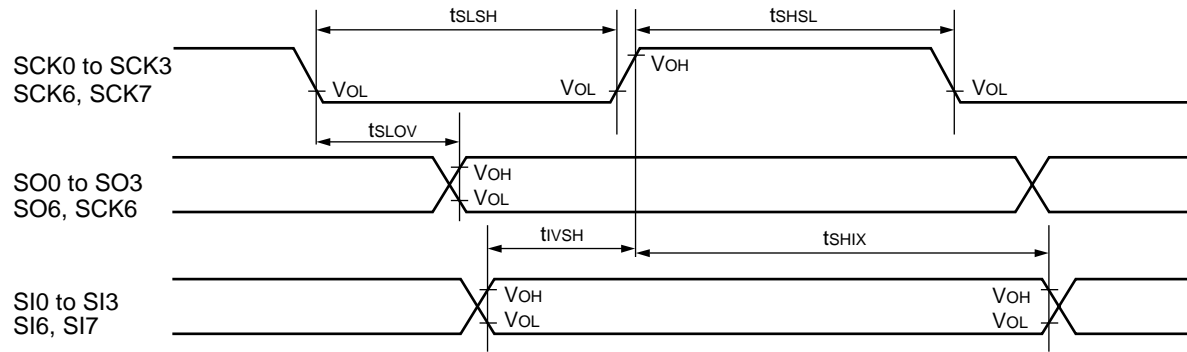 tSLSH
tSHSL
SCK0 to SCK3
SCK6, SCK7
VOL
VOL
VOH
VOL
tSLOV
SO0 to SO3
SO6, SCK6
VOH
VOL
tIVSH
tSHIX
SI0 to SI3
SI6, SI7
VOH
VOL
VOH
VOL